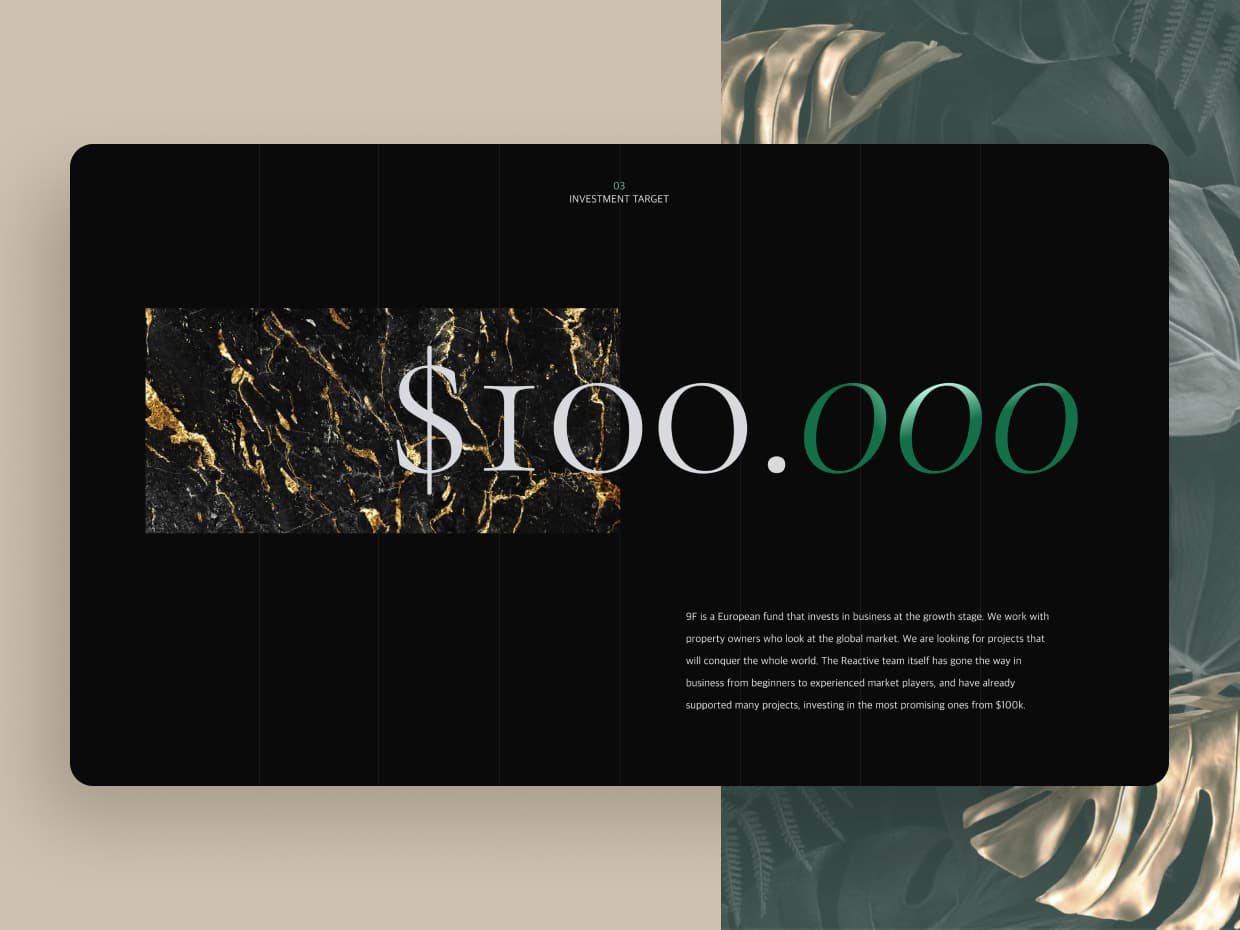 03
INVESTMENT TARGET
$100.000
9F is a European fund that invests in business at the growth stage. We work with
property owners who look at the global market. We are looking for projects that
will conquer the whole world. The Reactive team itself has gone the way in
business from beginners to experienced market players, and have already
supported many projects, investing in the most promising ones from $100k.